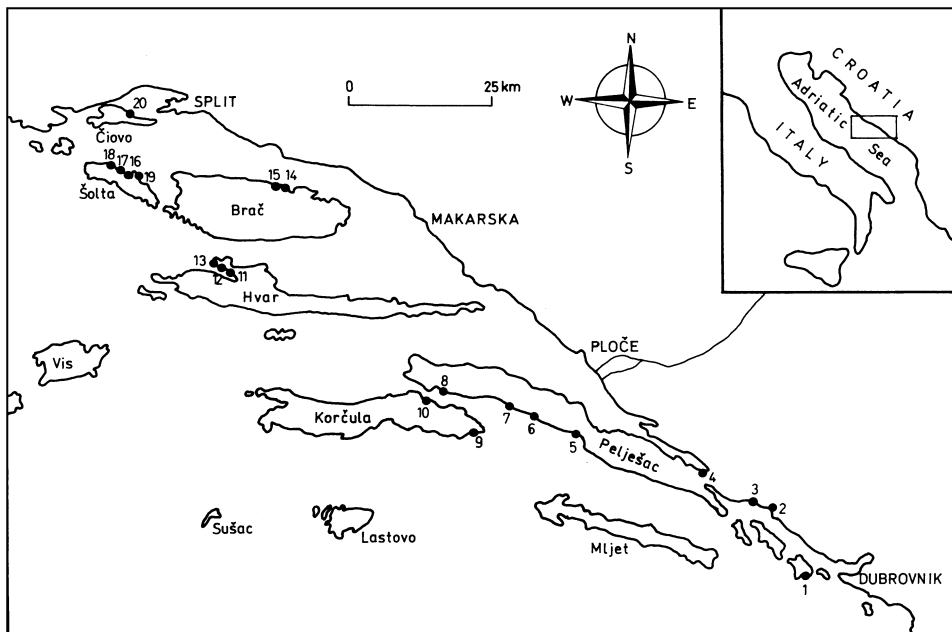 N
W E
S
0 25 km
CROATIA
Adriatic
Sea
ITALY
20
SPLIT
Čiovo
18 17 16
19
Šolta
15 14
Brač
MAKARSKA
13
12 11
Hvar
PLOČE
Vis
8
10
7
6
Korčula
9
5
Pelješac
4
3
2
Sušac
Lastovo
Mljet
DUBROVNIK
1